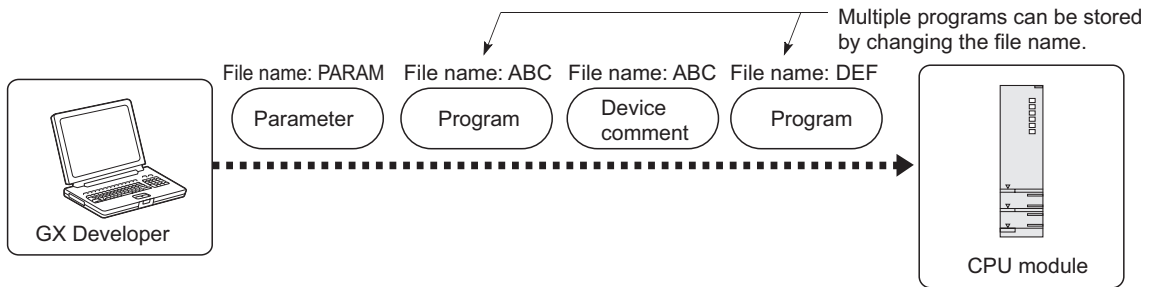 Multiple programs can be stored
by changing the file name.
File name: PARAM
File name: ABC
File name: ABC
File name: DEF
Parameter
Program
Device
comment
Program
GX Developer
CPU module